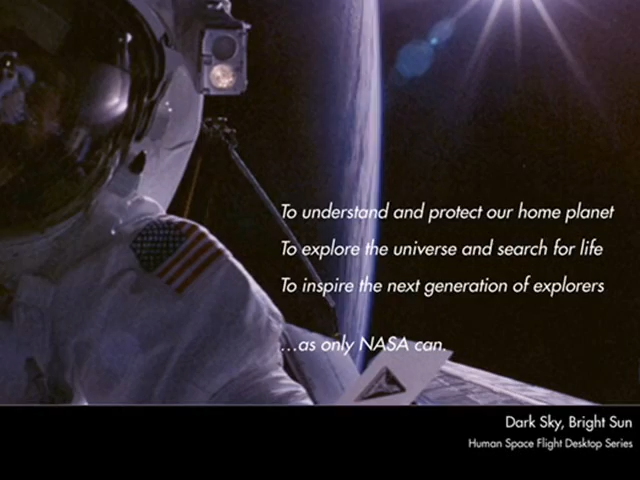 To understand and protect our home planet
To explore the universe and search for life
To inspire the next generation of explorers
...as only NASA can.
Dark Sky, Bright Sun
Human Space Flight Desktop Series